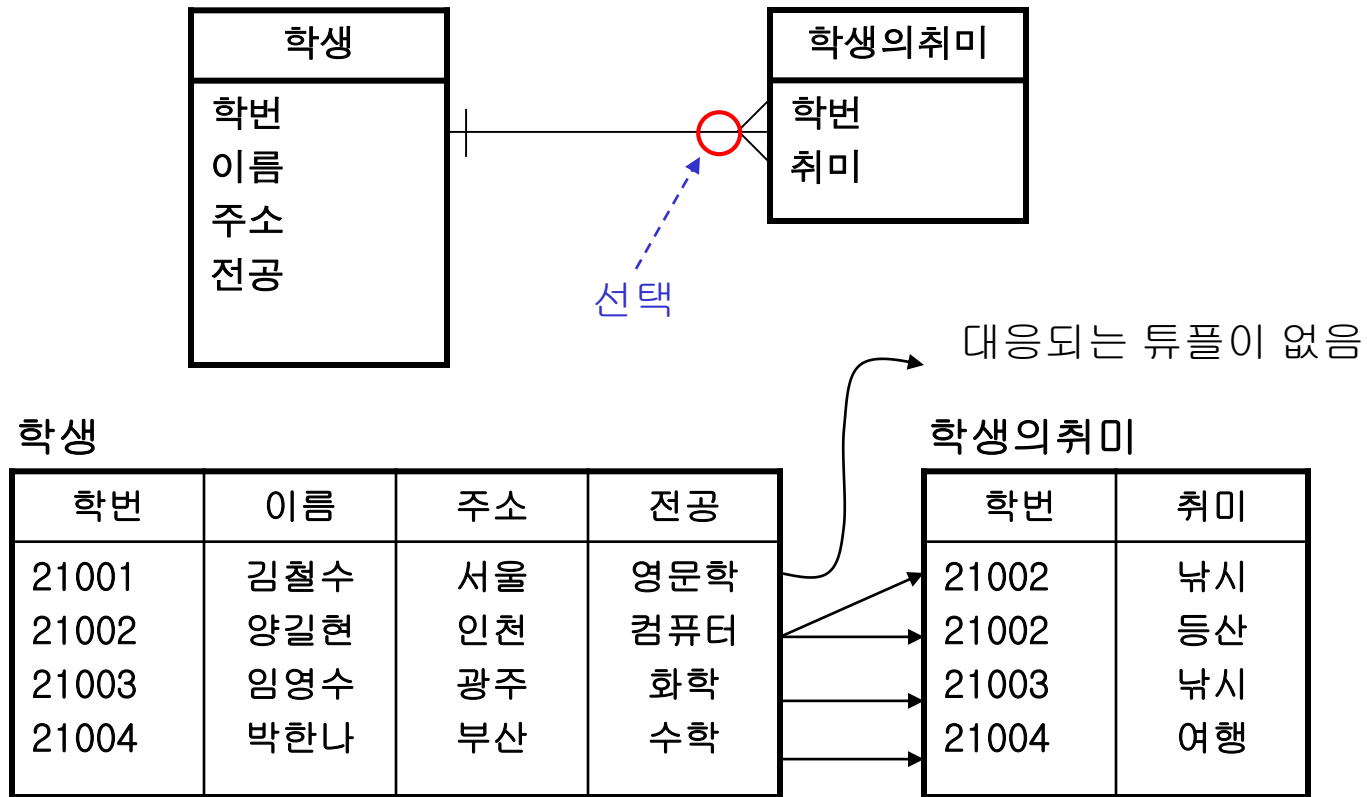 학생
학번
이름
주소
전공
학생의취미
학번
취미
선택
대응되는 튜플이 없음
학생
학번 이름 주소 전공
21001 김철수 서울 영문학
21002 양길현 인천 컴퓨터
21003 임영수 광주 화학
21004 박한나 부산 수학
학생의취미
학번 취미
21002 낚시
21002 등산
21003 낚시
21004 여행